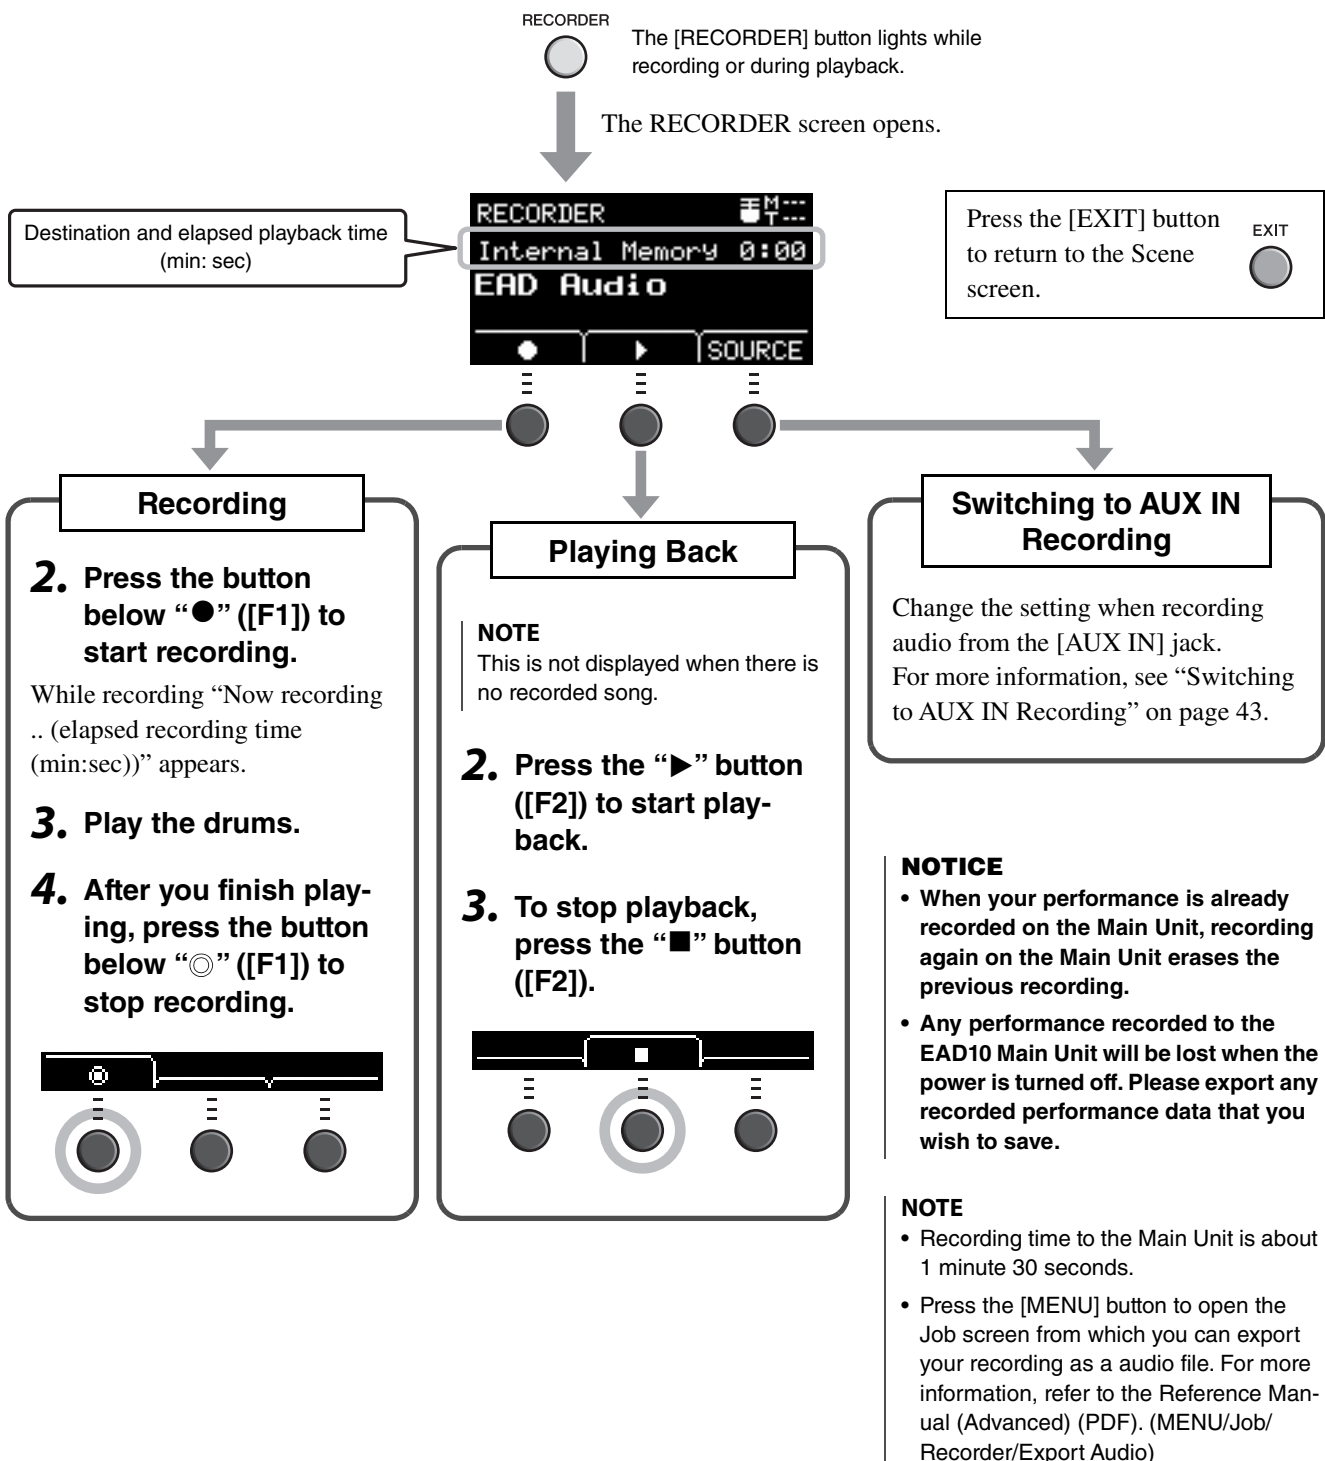 RECORDER
The [RECORDER] button lights while
recording or during playback.
The RECORDER screen opens.
Destination and elapsed playback time
(min: sec)
RECORDER M---
T---
Internal Memory 0:00
EAD Audio
● ▶ SOURCE
Press the [EXIT] button
to return to the Scene
screen.
EXIT
Recording
2. Press the button
below “●” ([F1]) to
start recording.
While recording “Now recording
.. (elapsed recording time
(min:sec))” appears.
3. Play the drums.
4. After you finish play-
ing, press the button
below “◎” ([F1]) to
stop recording.
Playing Back
NOTE
This is not displayed when there is
no recorded song.
2. Press the “▶” button
([F2]) to start play-
back.
3. To stop playback,
press the “■” button
([F2]).
Switching to AUX IN
Recording
Change the setting when recording
audio from the [AUX IN] jack.
For more information, see “Switching
to AUX IN Recording” on page 43.
NOTICE
• When your performance is already
recorded on the Main Unit, recording
again on the Main Unit erases the
previous recording.
• Any performance recorded to the
EAD10 Main Unit will be lost when the
power is turned off. Please export any
recorded performance data that you
wish to save.
NOTE
• Recording time to the Main Unit is about
1 minute 30 seconds.
• Press the [MENU] button to open the
Job screen from which you can export
your recording as a audio file. For more
information, refer to the Reference Man-
ual (Advanced) (PDF). (MENU/Job/
Recorder/Export Audio)